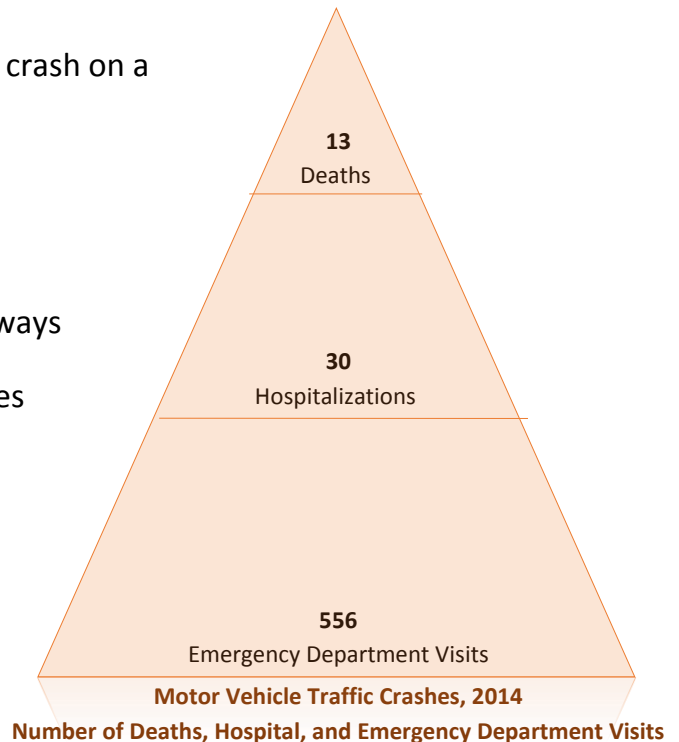 crash on a
13
Deaths
ways
30
Hospitalizations
es
556
Emergency Department Visits
Motor Vehicle Traffic Crashes, 2014
Number of Deaths, Hospital, and Emergency Department Visits